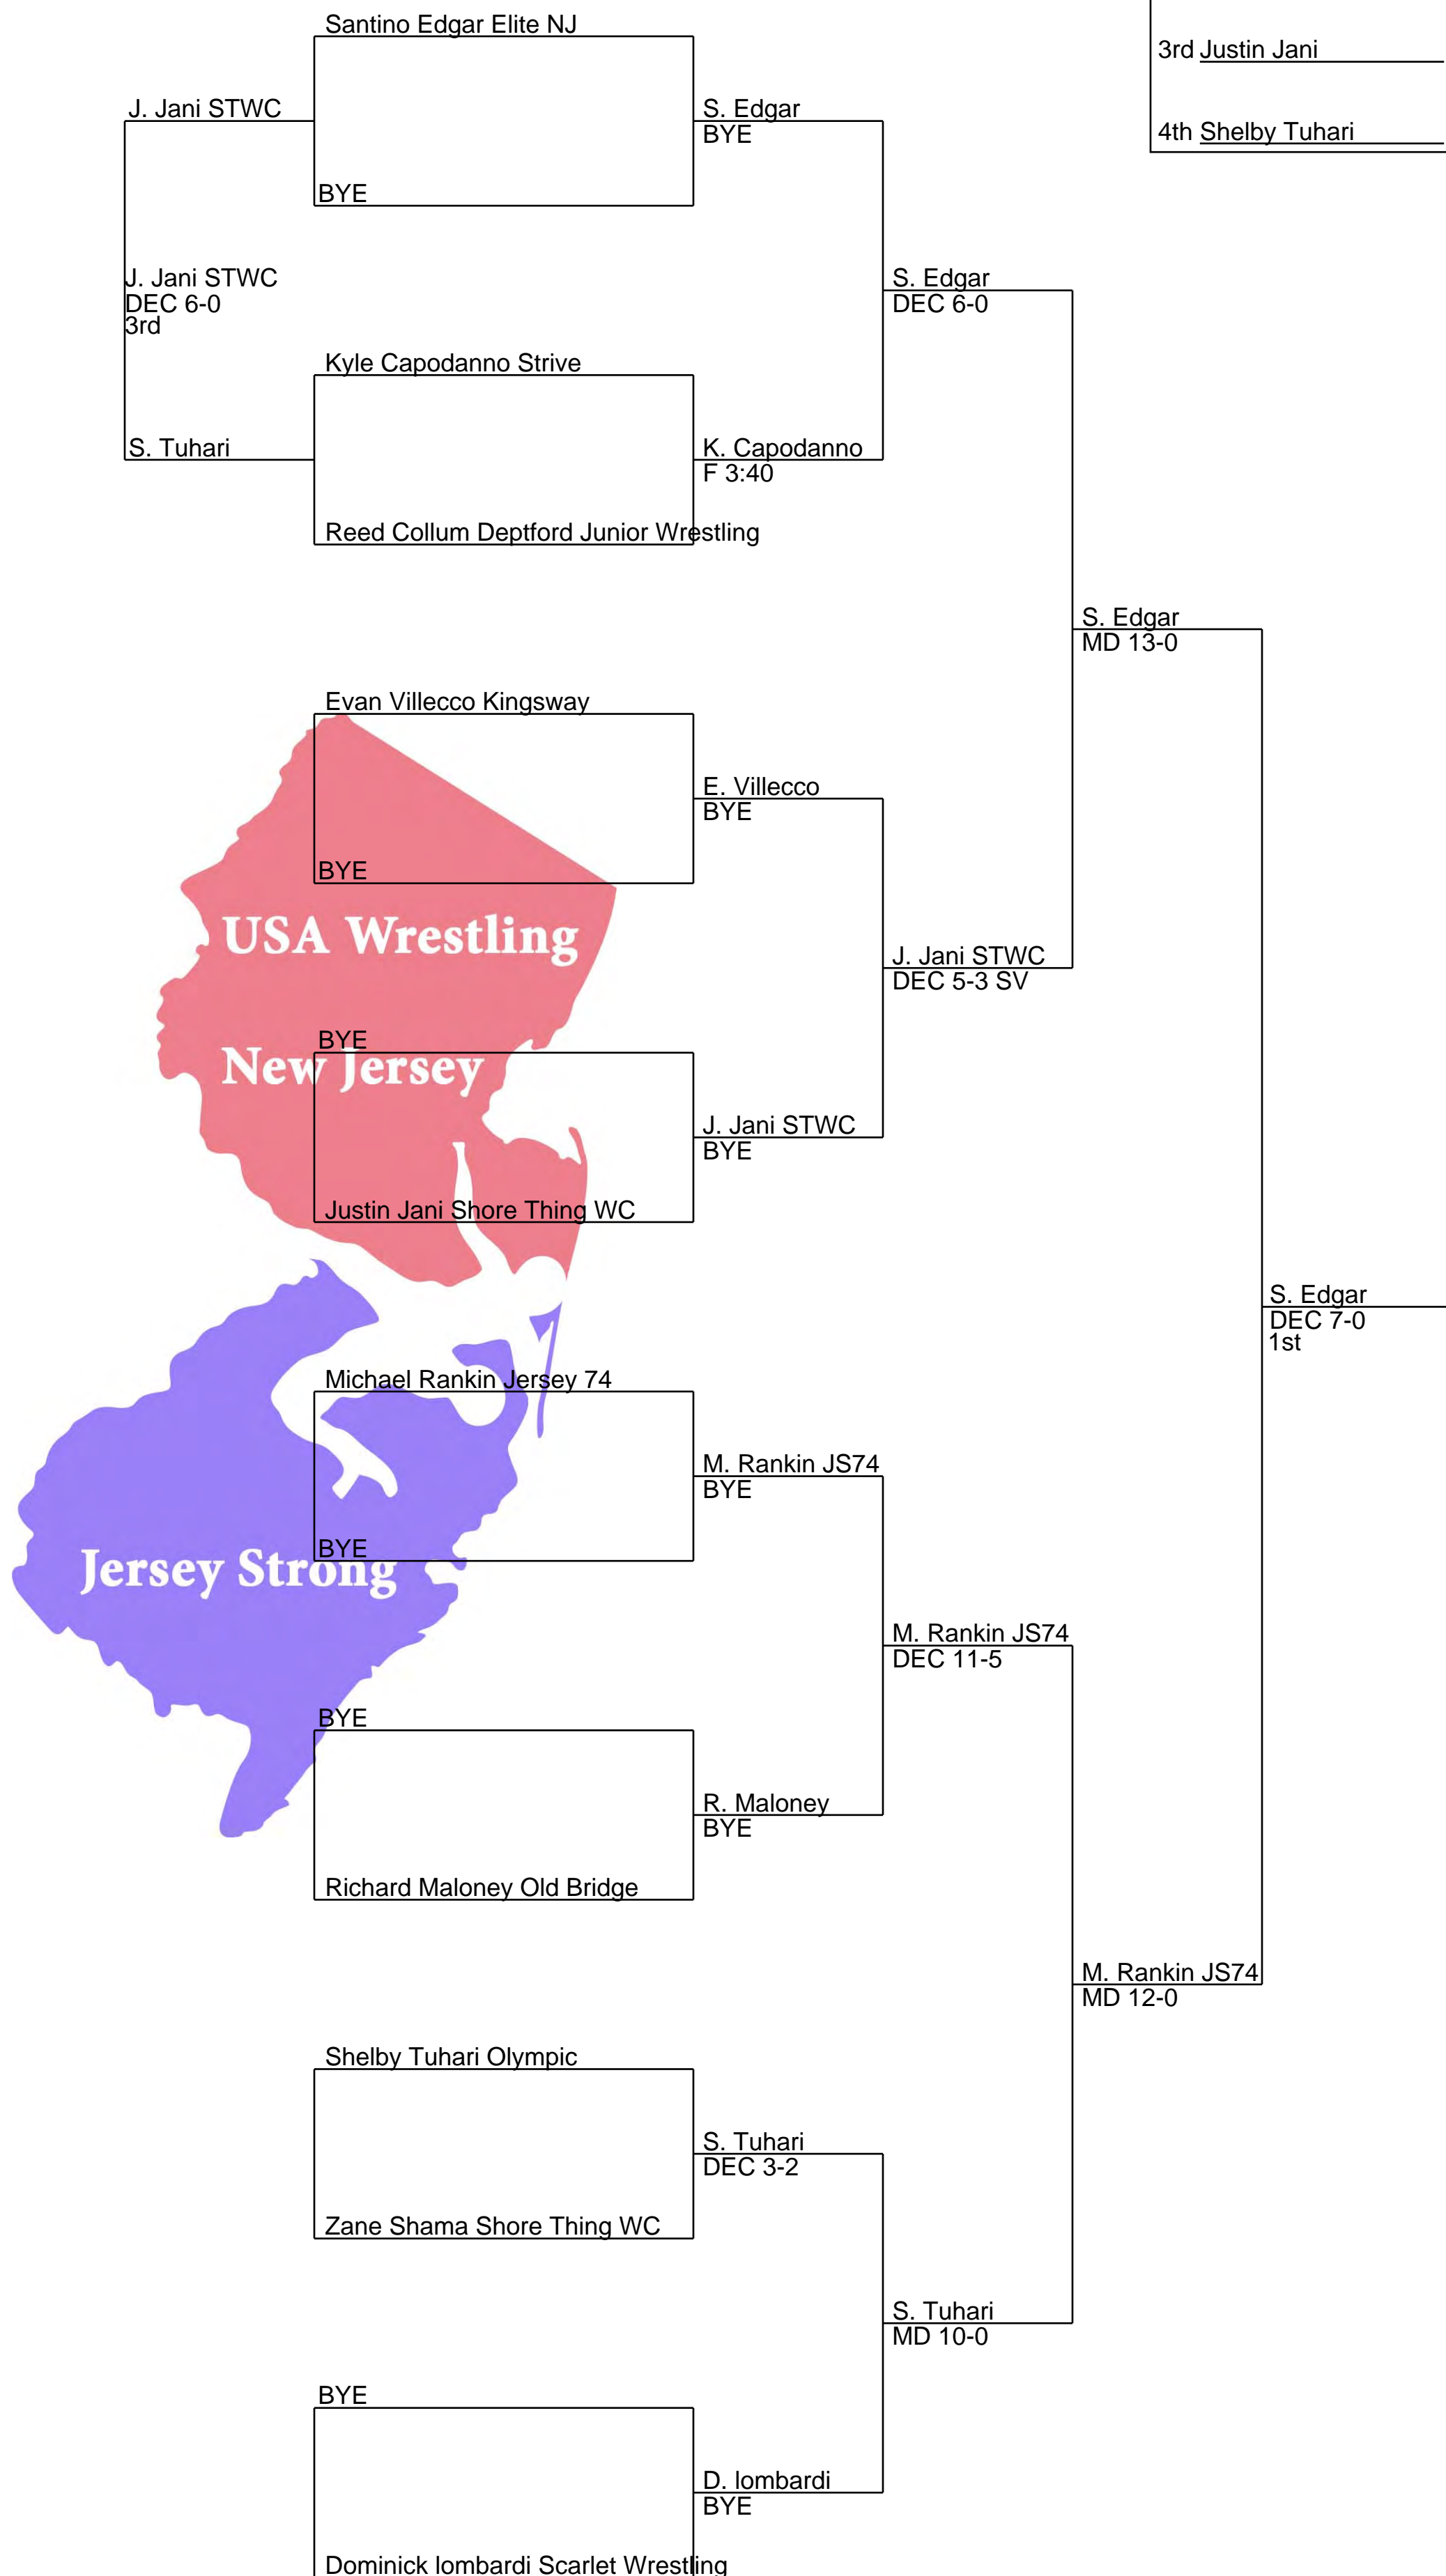 Santino Edgar Elite NJ
3rd Justin Jani
J. Jani STWC
S. Edgar
BYE
4th Shelby Tuhari
BYE
J. Jani STWC
DEC 6-0
3rd
S. Edgar
DEC 6-0
Kyle Capodanno Strive
S. Tuhari
K. Capodanno
F 3:40
Reed Collum Deptford Junior Wrestling
S. Edgar
MD 13-0
Evan Villecco Kingsway
E. Villecco
BYE
BYE
USA Wrestling
J. Jani STWC
DEC 5-3 SV
BYE
New Jersey
J. Jani STWC
BYE
Justin Jani Shore Thing WC
S. Edgar
DEC 7-0
1st
Michael Rankin Jersey 74
M. Rankin JS74
BYE
BYE
Jersey Strong
M. Rankin JS74
DEC 11-5
BYE
R. Maloney
BYE
Richard Maloney Old Bridge
M. Rankin JS74
MD 12-0
Shelby Tuhari Olympic
S. Tuhari
DEC 3-2
Zane Shama Shore Thing WC
S. Tuhari
MD 10-0
BYE
D. lombardi
BYE
Dominick lombardi Scarlet Wrestling